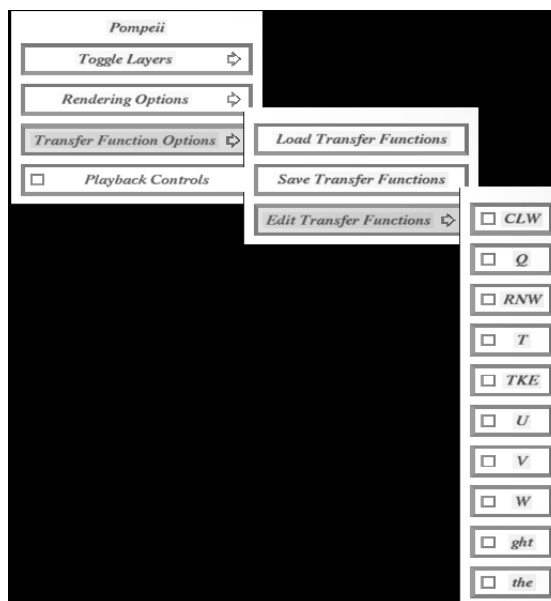 Pompeii
Toggle Layers
Rendering Options
Transfer Function Options
Playback Controls
Load Transfer Functions
Save Transfer Functions
Edit Transfer Functions
CLW
Q
RNW
T
TKE
U
V
W
ght
the